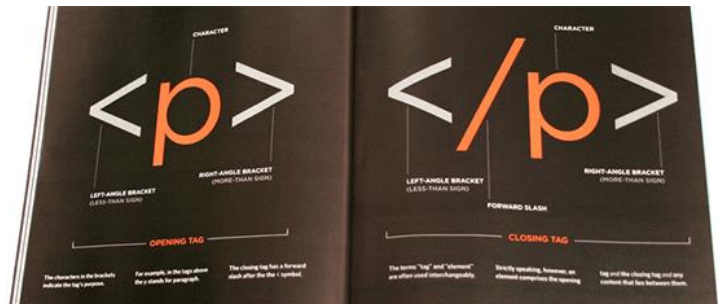 CHARACTER
<p>
LEFT-ANGLE BRACKET
(LESS-THAN SIGN)
RIGHT-ANGLE BRACKET
(MORE-THAN SIGN)
OPENING TAG
The characters in the brackets
indicate the tag's purpose.
For example, in the tags above
the p stands for paragraph.
The closing tag has a forward
slash after the the < symbol.
CHARACTER
</p>
LEFT-ANGLE BRACKET
(LESS-THAN SIGN)
FORWARD SLASH
RIGHT-ANGLE BRACKET
(MORE-THAN SIGN)
CLOSING TAG
The terms "tag" and "element"
are often used interchangeably.
Strictly speaking, however, an
element comprises the opening
tag and the closing tag and any
content that lies between them.